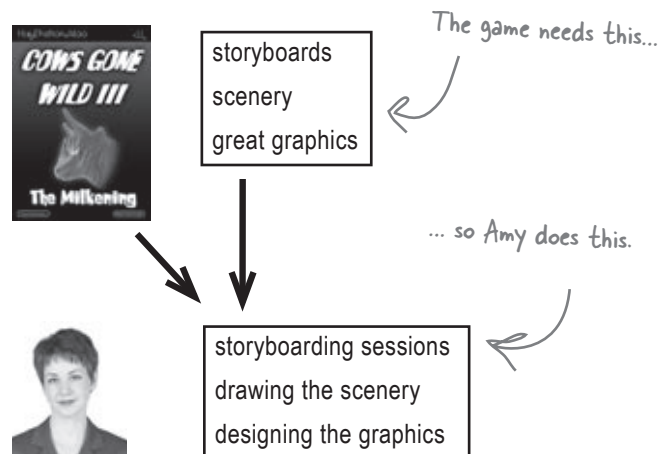 COWS GONE
WILD III
The Milkening
storyboards
scenery
great graphics
The game needs this...
... so Amy does this.
storyboarding sessions
drawing the scenery
designing the graphics